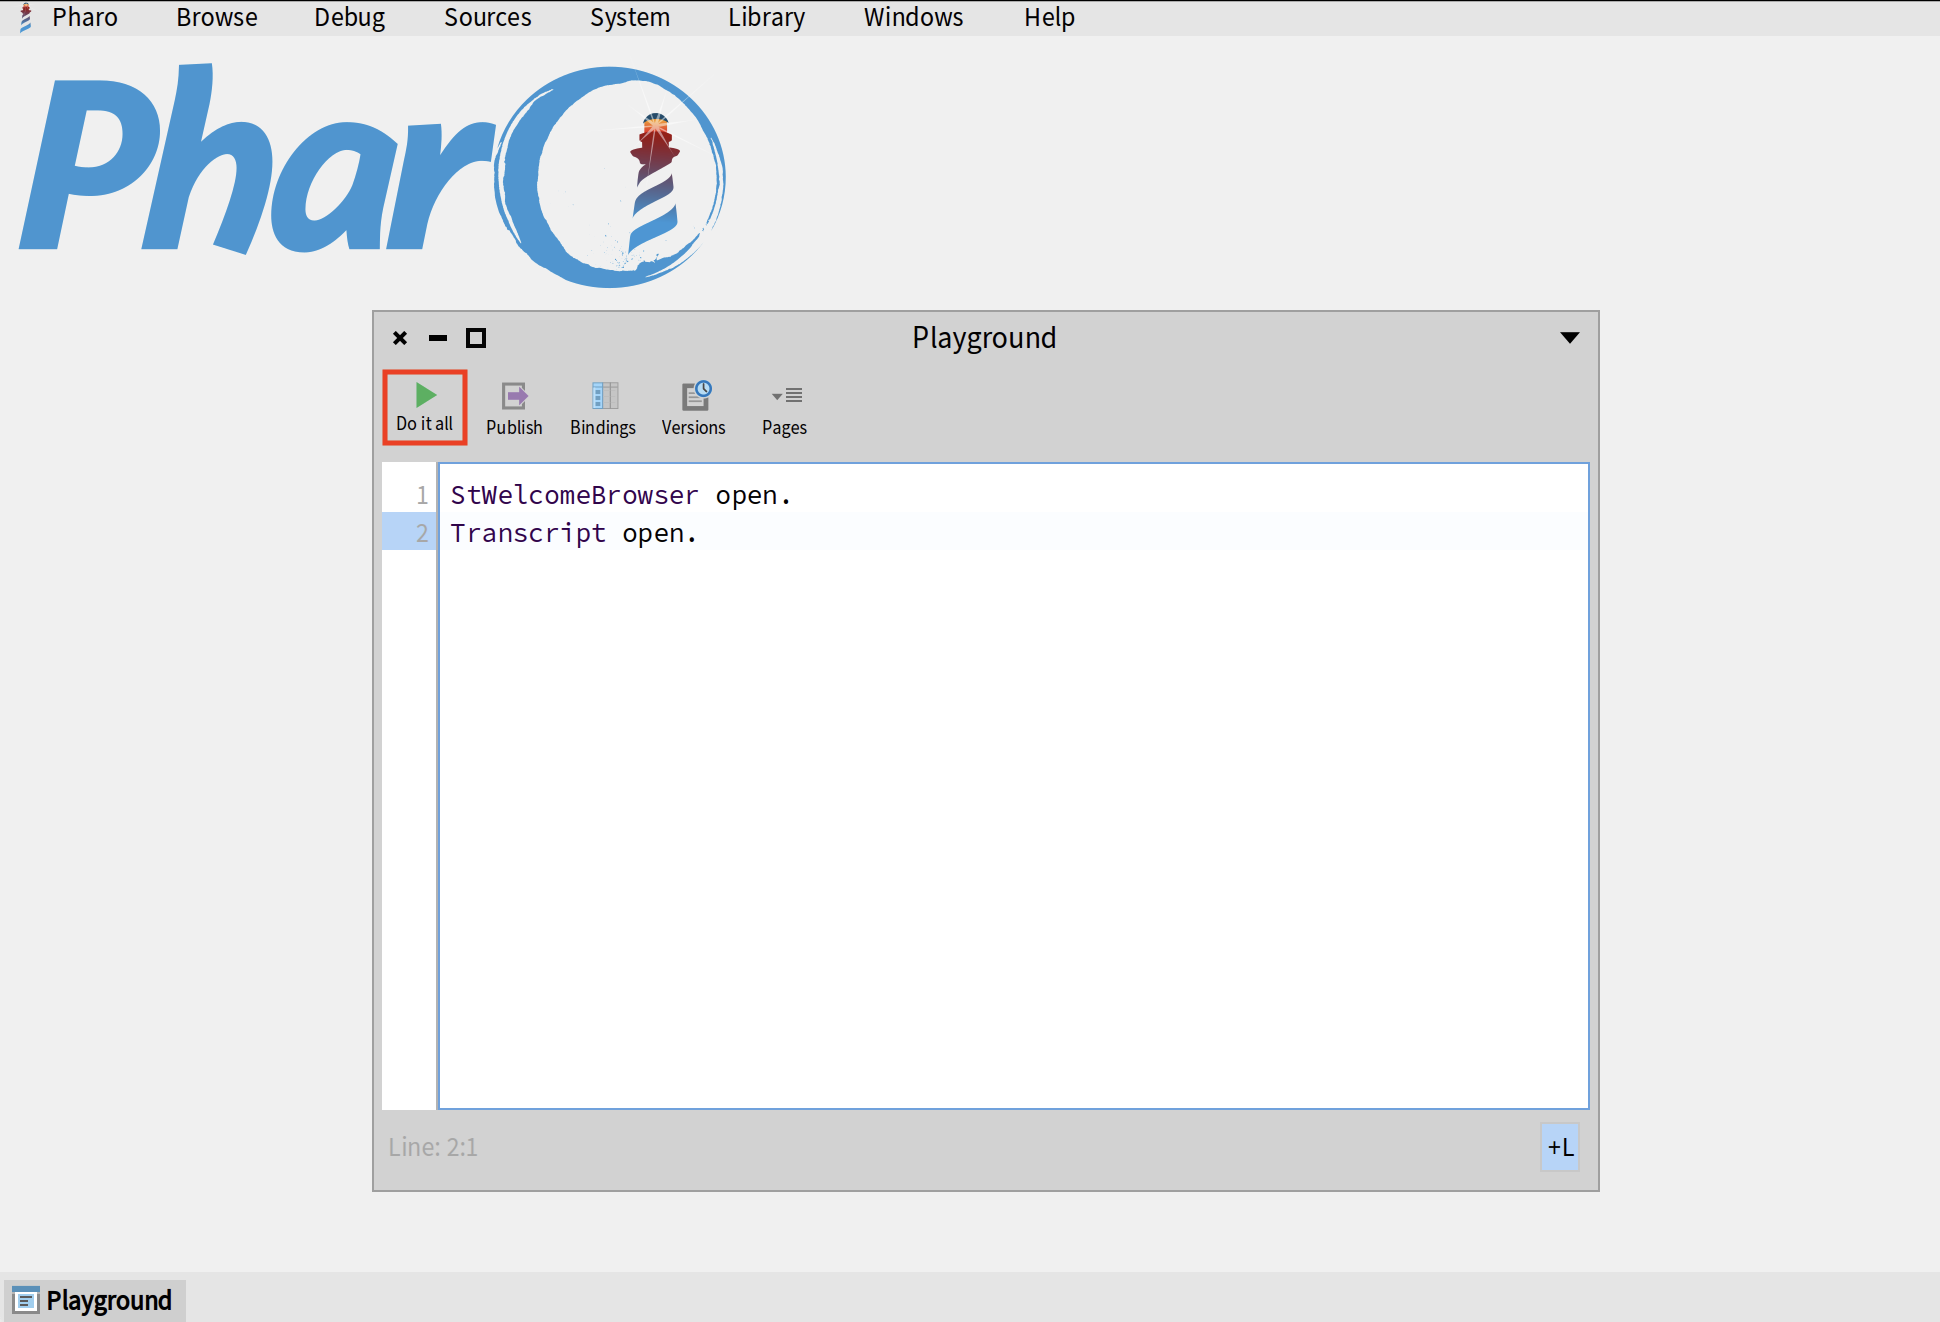 Pharo Browse Debug Sources System Library Windows Help
Pharo
Playground
Do it all Publish Bindings Versions Pages
1 StWelcomeBrowser open.
2 Transcript open.
Line: 2:1 +L
Playground